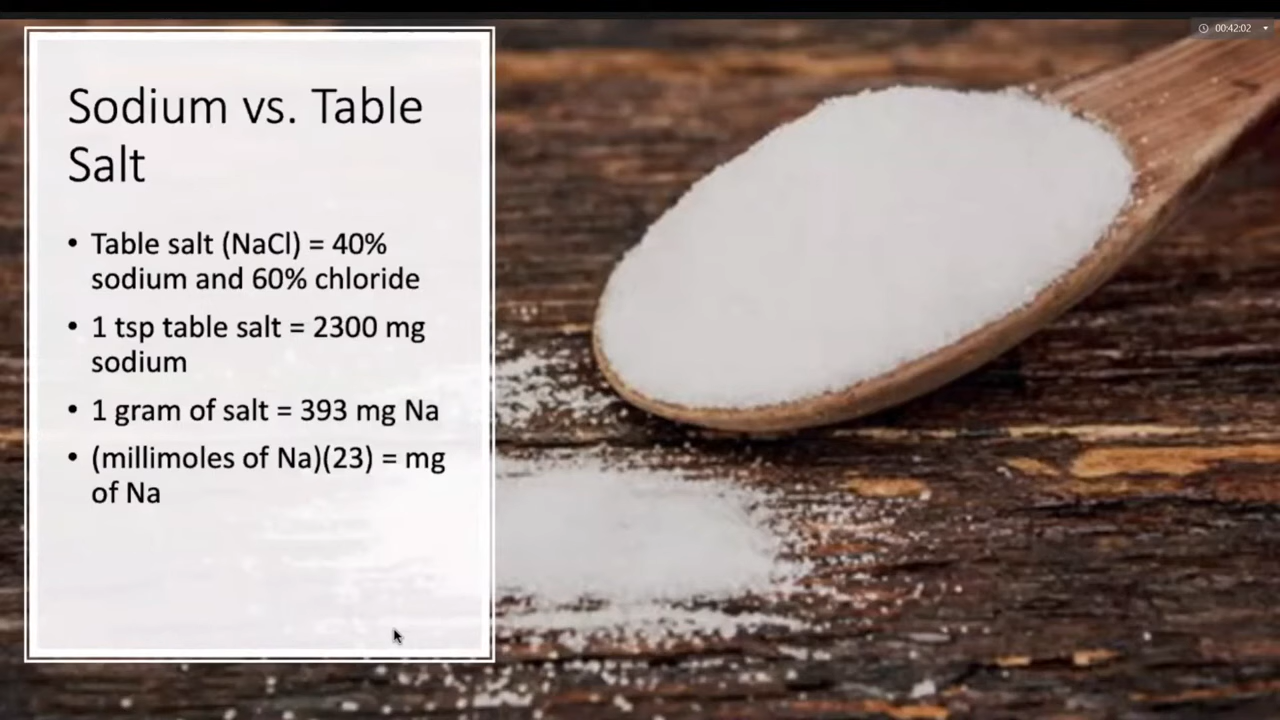 00:42:02
Sodium vs. Table
Salt
• Table salt (NaCl) = 40%
sodium and 60% chloride
• 1 tsp table salt = 2300 mg
sodium
• 1 gram of salt = 393 mg Na
• (millimoles of Na)(23) = mg
of Na